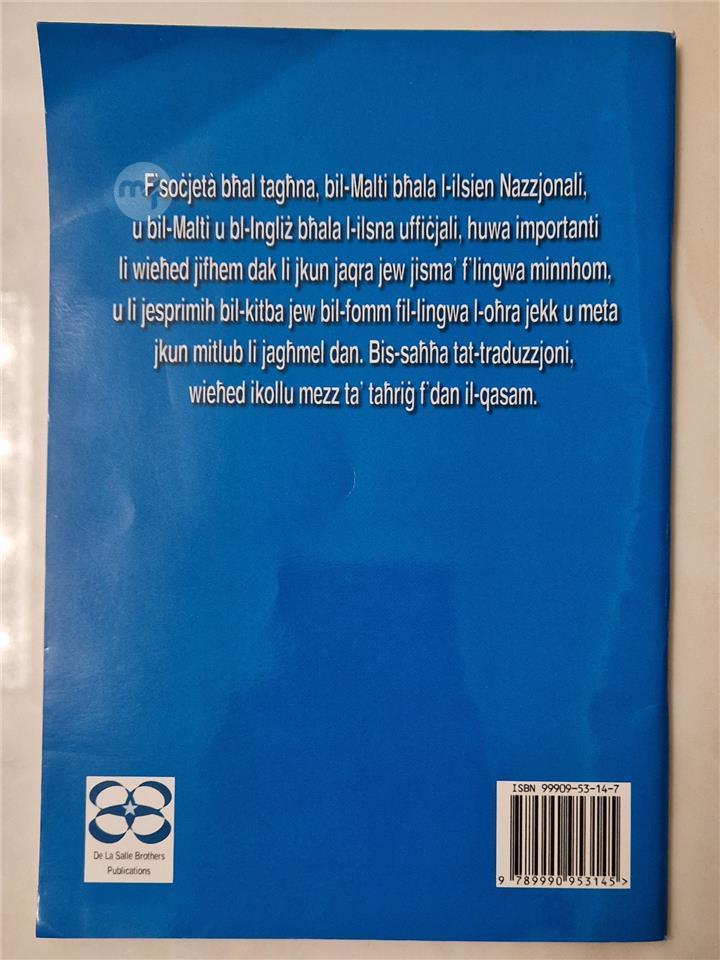 F'soċjetà bħal tagħna, bil-Malti bħala l-ilsien Nazzjonali,
u bil-Malti u bl-Ingliż bħala l-ilsna uffiċjali, huwa importanti
li wieħed jifhem dak li jkun jaqra jew jisma' f'lingwa minnhom,
u li jesprimih bil-kitba jew bil-fomm fil-lingwa l-oħra jekk u meta
jkun mitlub li jagħmel dan. Bis-saħħa tat-traduzzjoni,
wieħed ikollu mezz ta' taħriġ f'dan il-qasam.
De La Salle Brothers
Publications
ISBN 99909-53-14-7
9 789990 953145 >